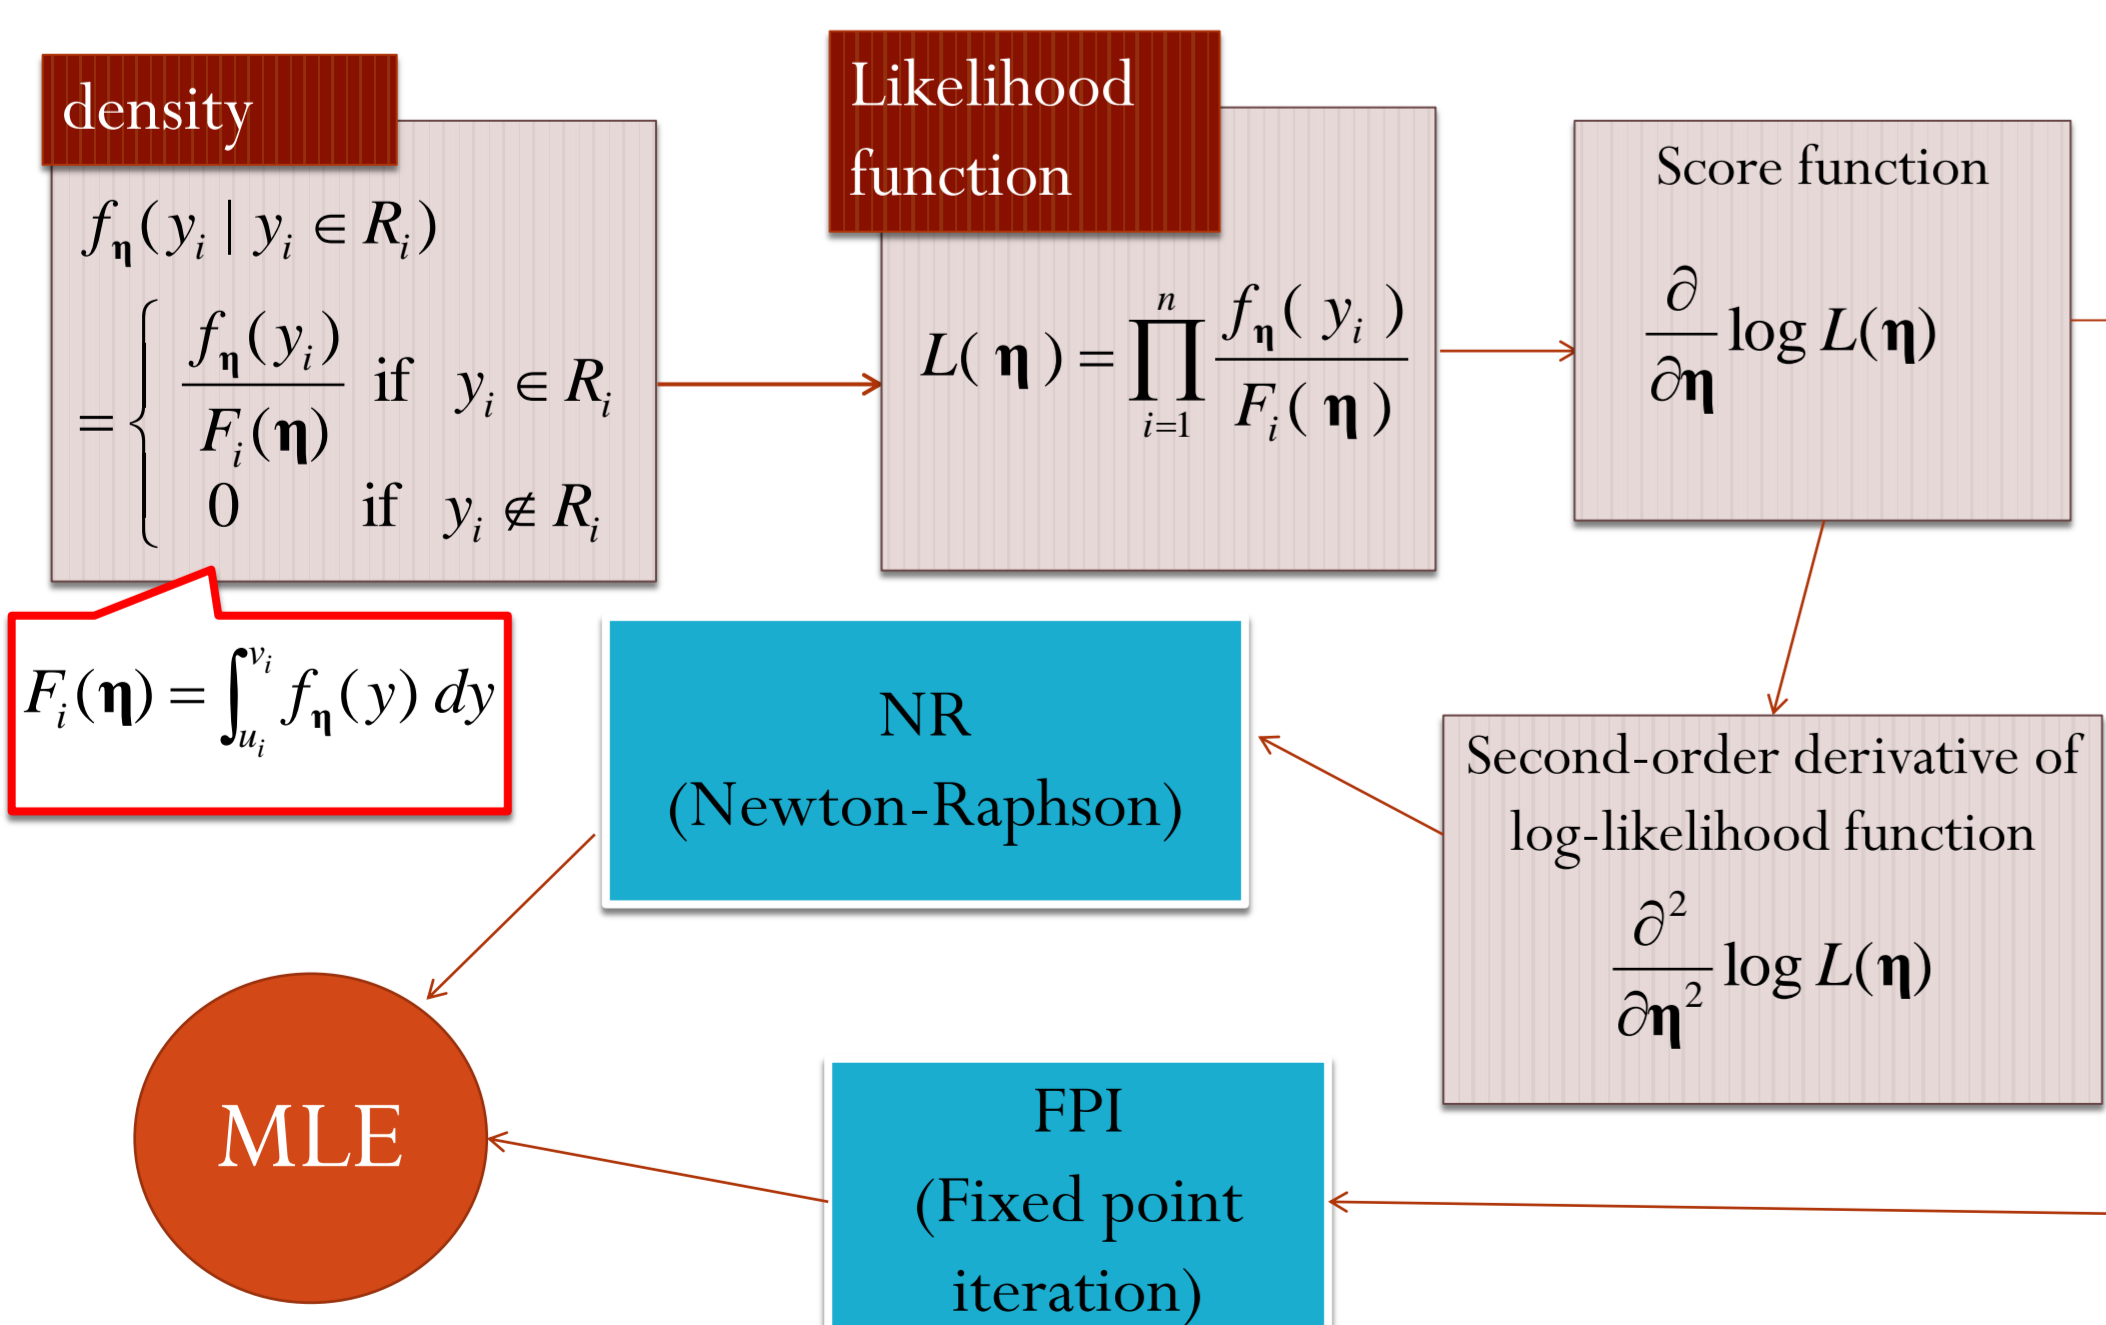 density
f_η(y_i | y_i ∈ R_i)
= { f_η(y_i) / F_i(η) if y_i ∈ R_i
0 if y_i ∉ R_i
F_i(η) = ∫_{u_i}^{v_i} f_η(y) dy
Likelihood
function
L(η) = ∏_{i=1}^{n} f_η(y_i) / F_i(η)
Score function
∂/∂η log L(η)
Second-order derivative of
log-likelihood function
∂²/∂η² log L(η)
NR
(Newton-Raphson)
MLE
FPI
(Fixed point
iteration)